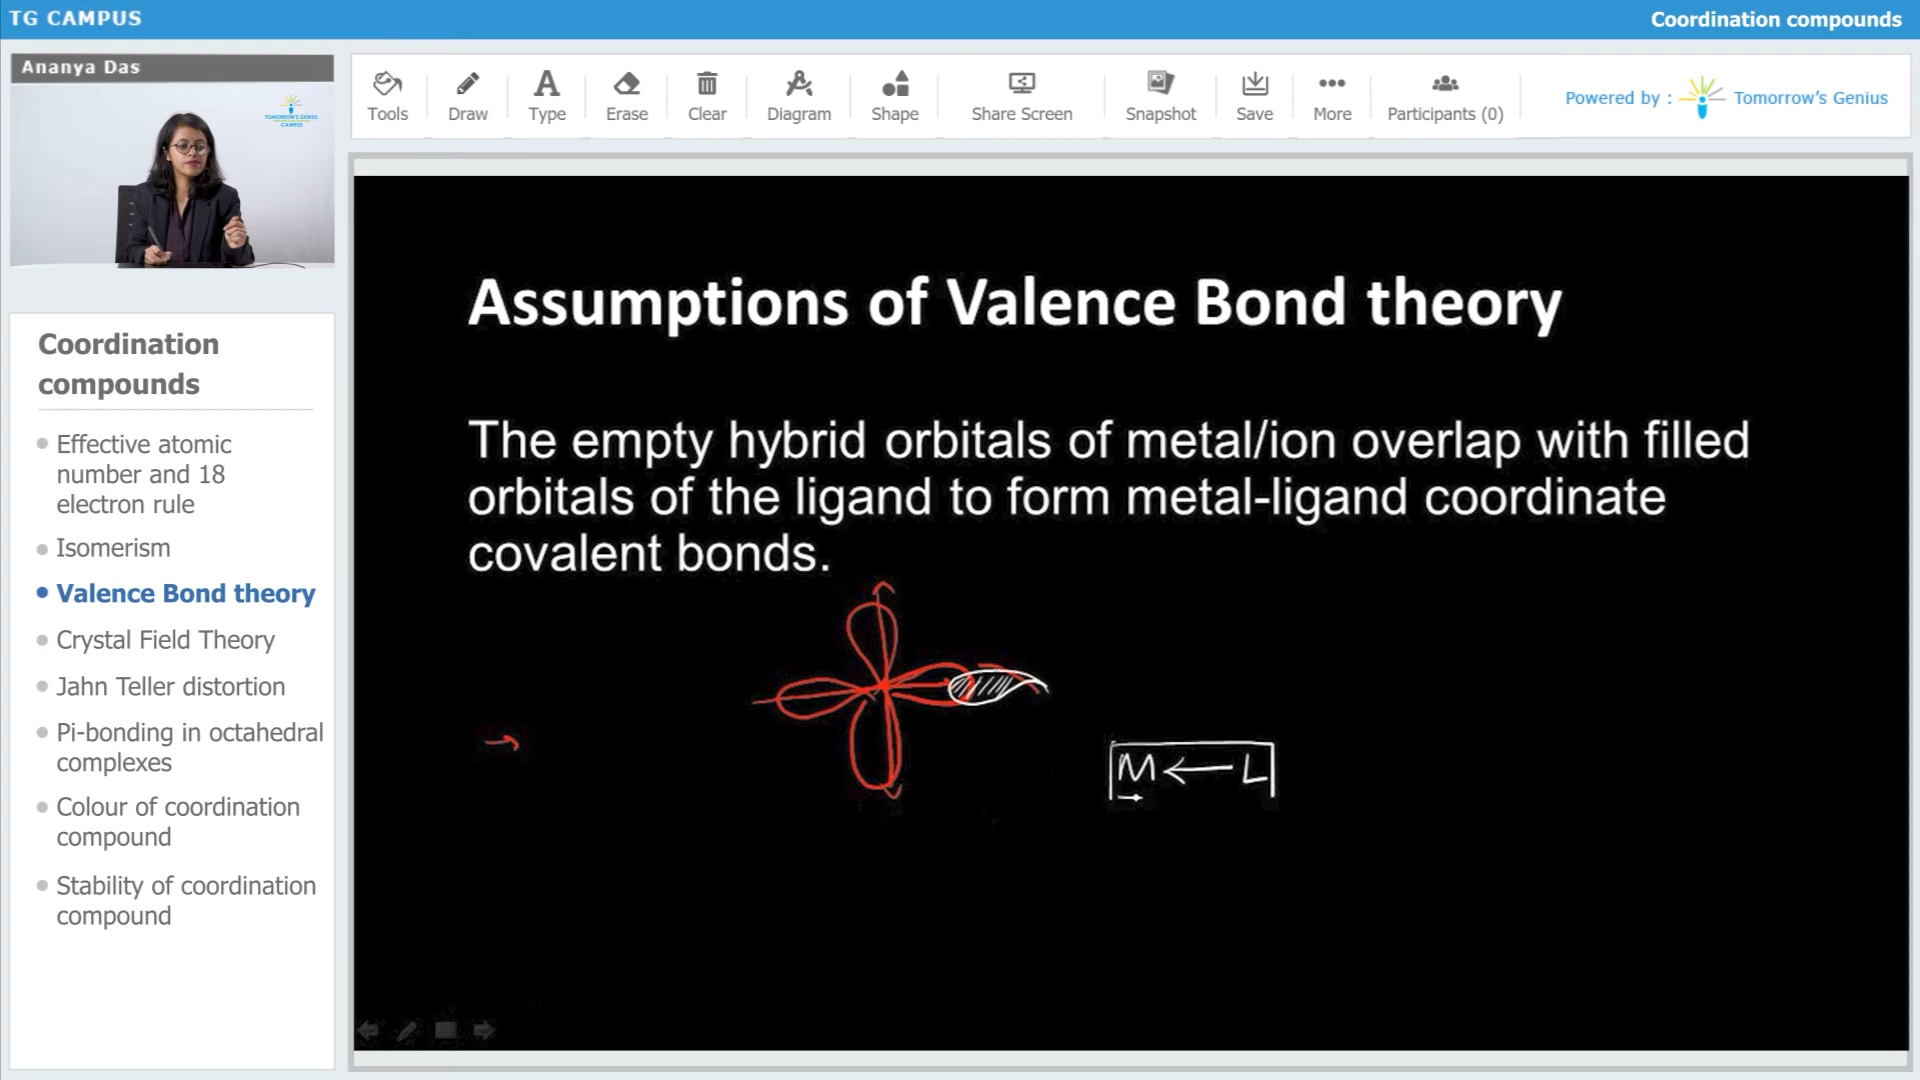 TG CAMPUS
Coordination compounds
Ananya Das
TOMORROW'S GENIUS
CAMPUS
Tools
Draw
Type
Erase
Clear
Diagram
Shape
Share Screen
Snapshot
Save
More
Participants (0)
Powered by :
Tomorrow's Genius
Coordination
compounds
Effective atomic
number and 18
electron rule
Isomerism
Valence Bond theory
Crystal Field Theory
Jahn Teller distortion
Pi-bonding in octahedral
complexes
Colour of coordination
compound
Stability of coordination
compound
Assumptions of Valence Bond theory
The empty hybrid orbitals of metal/ion overlap with filled
orbitals of the ligand to form metal-ligand coordinate
covalent bonds.
M ← L